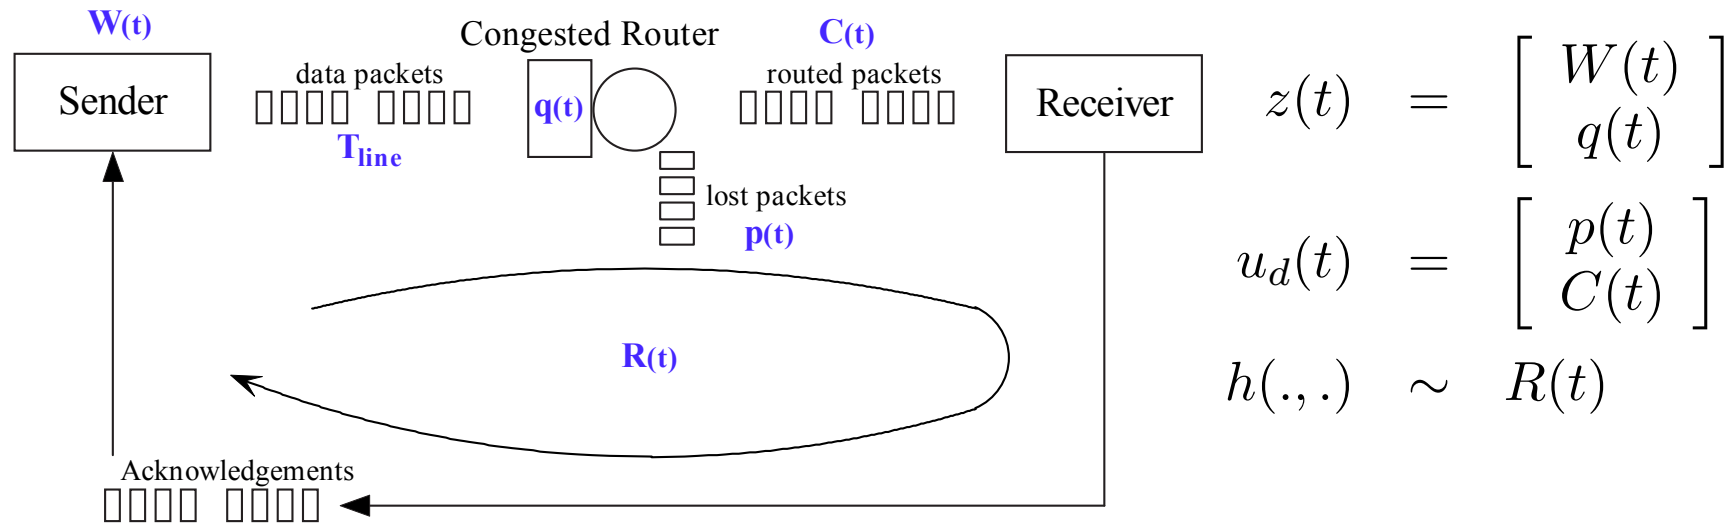 W(t)
Sender
data packets
T_line
Congested Router
q(t)
C(t)
routed packets
Receiver
lost packets
p(t)
R(t)
Acknowledgements
z(t) = [ W(t)
q(t) ]
u_d(t) = [ p(t)
C(t) ]
h(.,.) ∼ R(t)